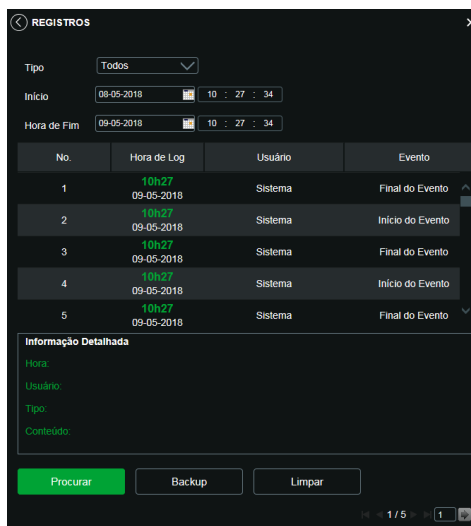 REGISTROS
Tipo Todos
Início 08-05-2018 10 : 27 : 34
Hora de Fim 09-05-2018 10 : 27 : 34
No. Hora de Log Usuário Evento
1 10h27 09-05-2018 Sistema Final do Evento
2 10h27 09-05-2018 Sistema Início do Evento
3 10h27 09-05-2018 Sistema Final do Evento
4 10h27 09-05-2018 Sistema Início do Evento
5 10h27 09-05-2018 Sistema Final do Evento
Informação Detalhada
Hora:
Usuário:
Tipo:
Conteúdo:
Procurar Backup Limpar
1 / 5 1